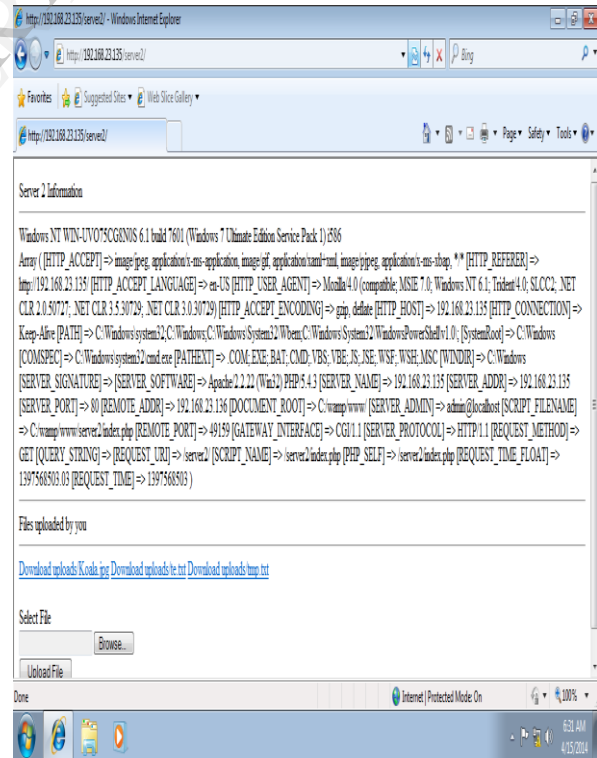 http://192.168.23.135/server2/ - Windows Internet Explorer
http://192.168.23.135/server2/
Bing
Favorites Suggested Sites Web Slice Gallery
http://192.168.23.135/server2/
Page Safety Tools
Server 2 Information
Windows NT WIN-UVO75CG8N0S 6.1 build 7601 (Windows 7 Ultimate Edition Service Pack 1) i586
Array ( [HTTP_ACCEPT] => image/jpeg, application/x-ms-application, image/gif, application/xaml+xml, image/pjpeg, application/x-ms-xbap, */* [HTTP_REFERER] =>
http://192.168.23.135/ [HTTP_ACCEPT_LANGUAGE] => en-US [HTTP_USER_AGENT] => Mozilla/4.0 (compatible; MSIE 7.0; Windows NT 6.1; Trident/4.0; SLCC2; .NET
CLR 2.0.50727; .NET CLR 3.5.30729; .NET CLR 3.0.30729) [HTTP_ACCEPT_ENCODING] => gzip, deflate [HTTP_HOST] => 192.168.23.135 [HTTP_CONNECTION] =>
Keep-Alive [PATH] => C:\Windows\system32;C:\Windows;C:\Windows\System32\Wbem;C:\Windows\System32\WindowsPowerShell\v1.0\; [SystemRoot] => C:\Windows
[COMSPEC] => C:\Windows\system32\cmd.exe [PATHEXT] => .COM;.EXE;.BAT;.CMD;.VBS;.VBE;.JS;.JSE;.WSF;.WSH;.MSC [WINDIR] => C:\Windows
[SERVER_SIGNATURE] => [SERVER_SOFTWARE] => Apache/2.2.22 (Win32) PHP/5.4.3 [SERVER_NAME] => 192.168.23.135 [SERVER_ADDR] => 192.168.23.135
[SERVER_PORT] => 80 [REMOTE_ADDR] => 192.168.23.136 [DOCUMENT_ROOT] => C:/wamp/www/ [SERVER_ADMIN] => admin@localhost [SCRIPT_FILENAME]
=> C:/wamp/www/server2/index.php [REMOTE_PORT] => 49159 [GATEWAY_INTERFACE] => CGI/1.1 [SERVER_PROTOCOL] => HTTP/1.1 [REQUEST_METHOD] =>
GET [QUERY_STRING] => [REQUEST_URI] => /server2/ [SCRIPT_NAME] => /server2/index.php [PHP_SELF] => /server2/index.php [REQUEST_TIME_FLOAT] =>
1397568503.03 [REQUEST_TIME] => 1397568503 )
Files uploaded by you
Download uploads/Koala.jpg Download uploads/te.txt Download uploads/tmp.txt
Select File
Browse...
Upload File
Done Internet | Protected Mode: On 100%
6:31 AM
4/15/2014